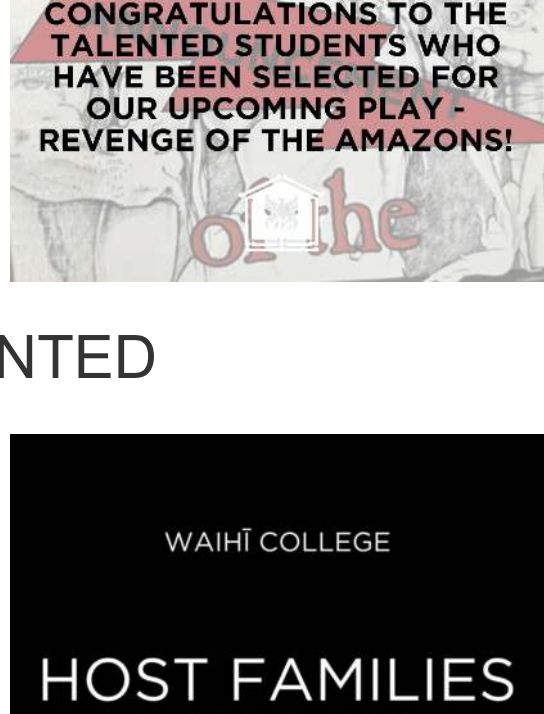 CONGRATULATIONS TO THE
TALENTED STUDENTS WHO
HAVE BEEN SELECTED FOR
OUR UPCOMING PLAY -
REVENGE OF THE AMAZONS!
of the
NTED
WAIHĪ COLLEGE
HOST FAMILIES